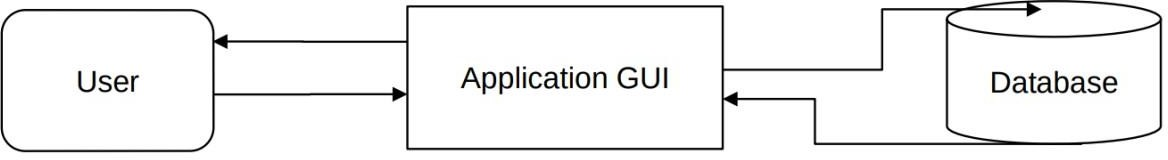 User
Application GUI
Database